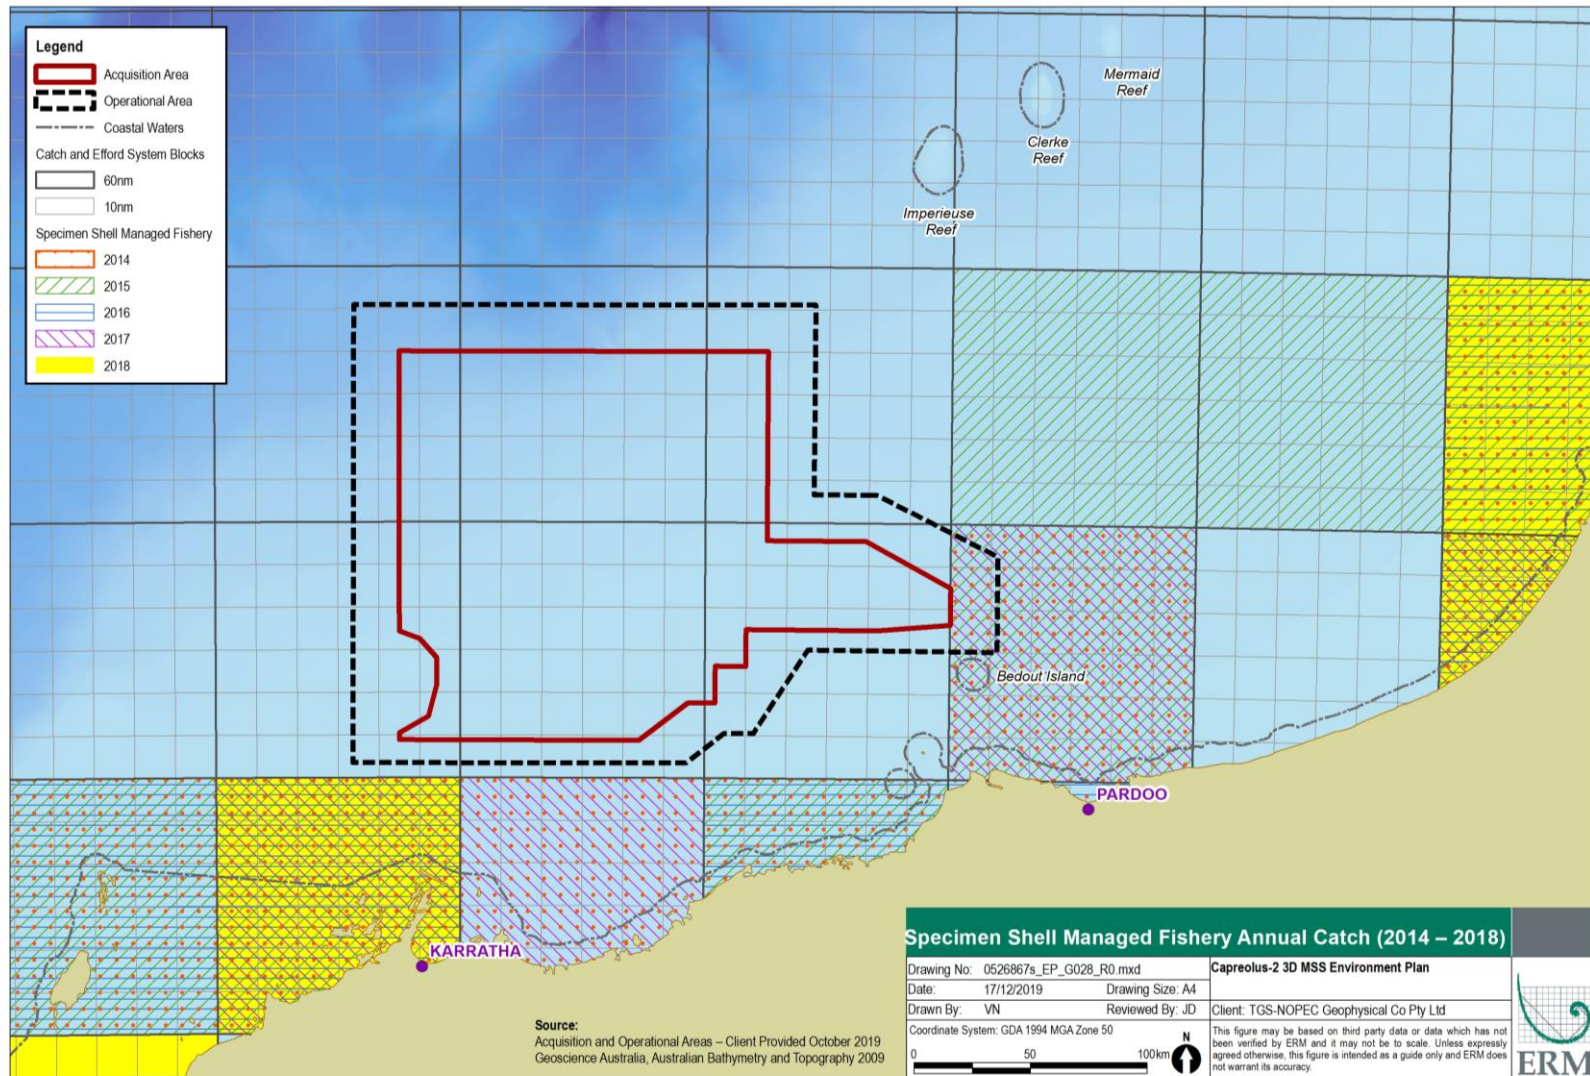 Legend
Acquisition Area
Operational Area
Coastal Waters
Catch and Efford System Blocks
60nm
10nm
Specimen Shell Managed Fishery
2014
2015
2016
2017
2018
Mermaid
Reef
Clerke
Reef
Imperieuse
Reef
Bedout Island
PARDOO
KARRATHA
Source:
Acquisition and Operational Areas – Client Provided October 2019
Geoscience Australia, Australian Bathymetry and Topography 2009
Specimen Shell Managed Fishery Annual Catch (2014 – 2018)
Drawing No: 0526867s_EP_G028_R0.mxd
Capreolus-2 3D MSS Environment Plan
Date: 17/12/2019 Drawing Size: A4
Drawn By: VN Reviewed By: JD
Client: TGS-NOPEC Geophysical Co Pty Ltd
Coordinate System: GDA 1994 MGA Zone 50
N
0 50 100km
This figure may be based on third party data or data which has not
been verified by ERM and it may not be to scale. Unless expressly
agreed otherwise, this figure is intended as a guide only and ERM does
not warrant its accuracy.
ERM